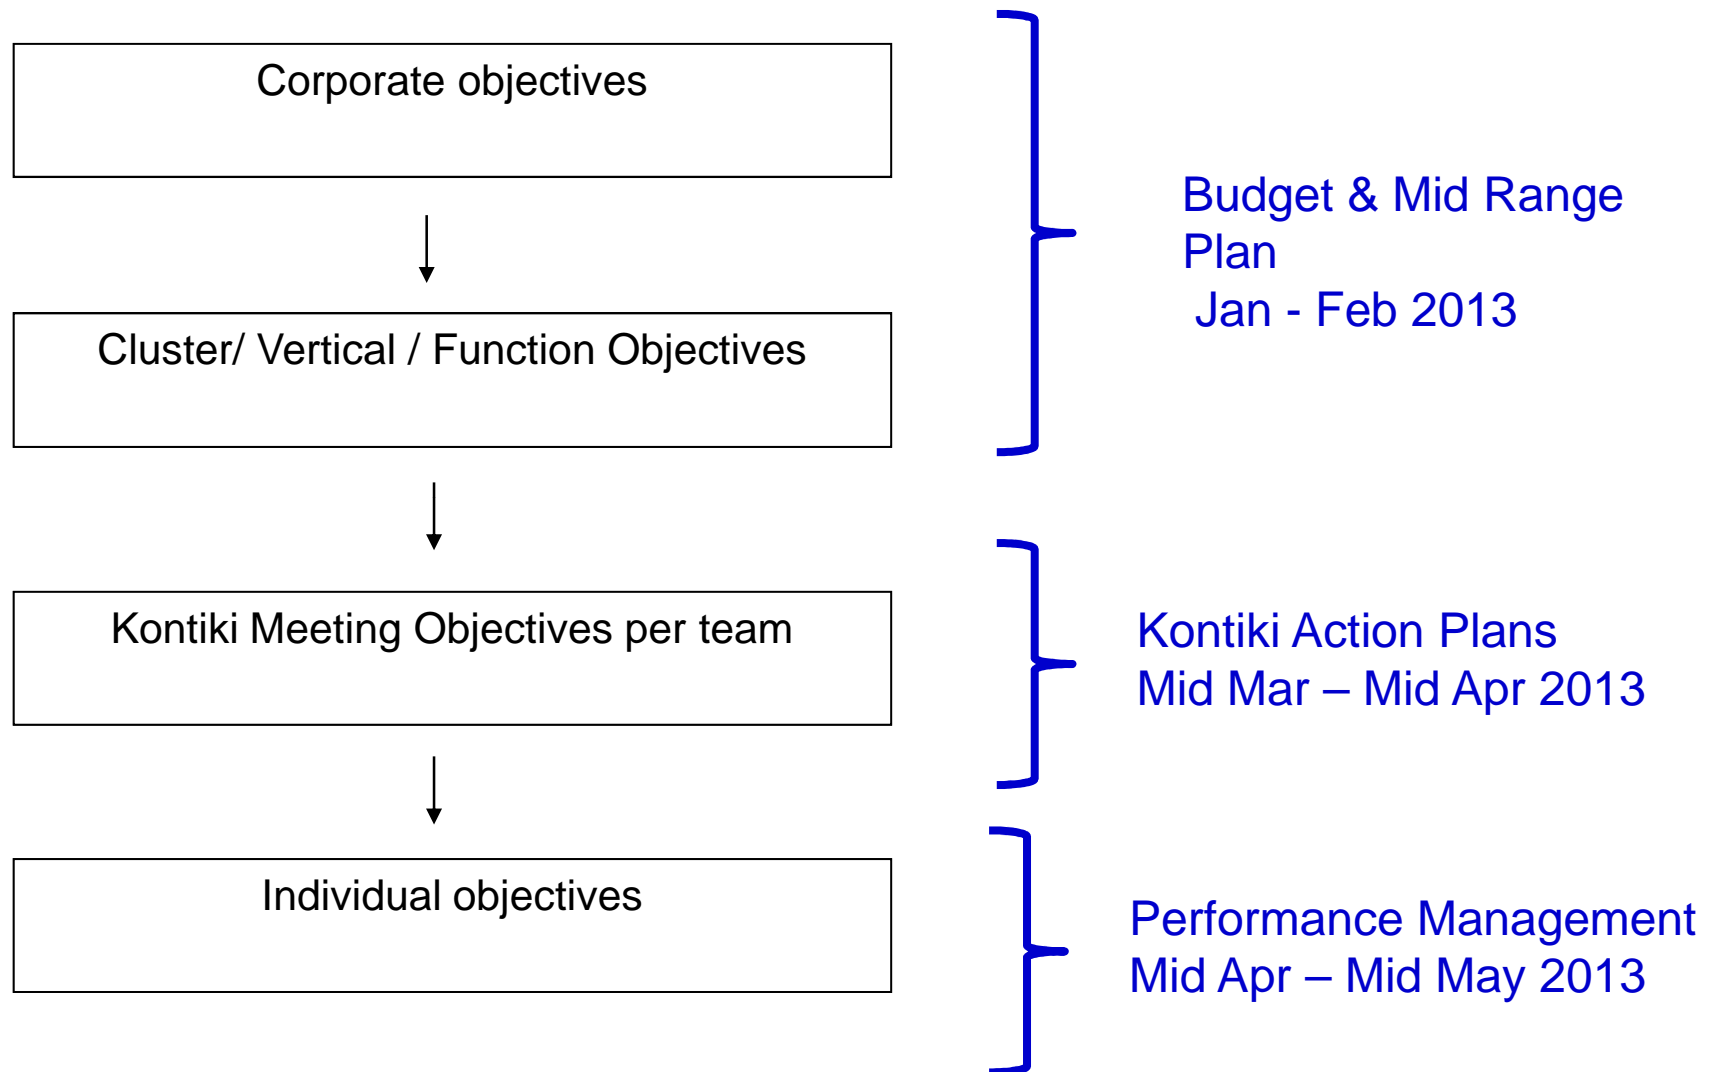 Corporate objectives
Cluster/ Vertical / Function Objectives
Budget & Mid Range
Plan
Jan - Feb 2013
Kontiki Meeting Objectives per team
Kontiki Action Plans
Mid Mar – Mid Apr 2013
Individual objectives
Performance Management
Mid Apr – Mid May 2013